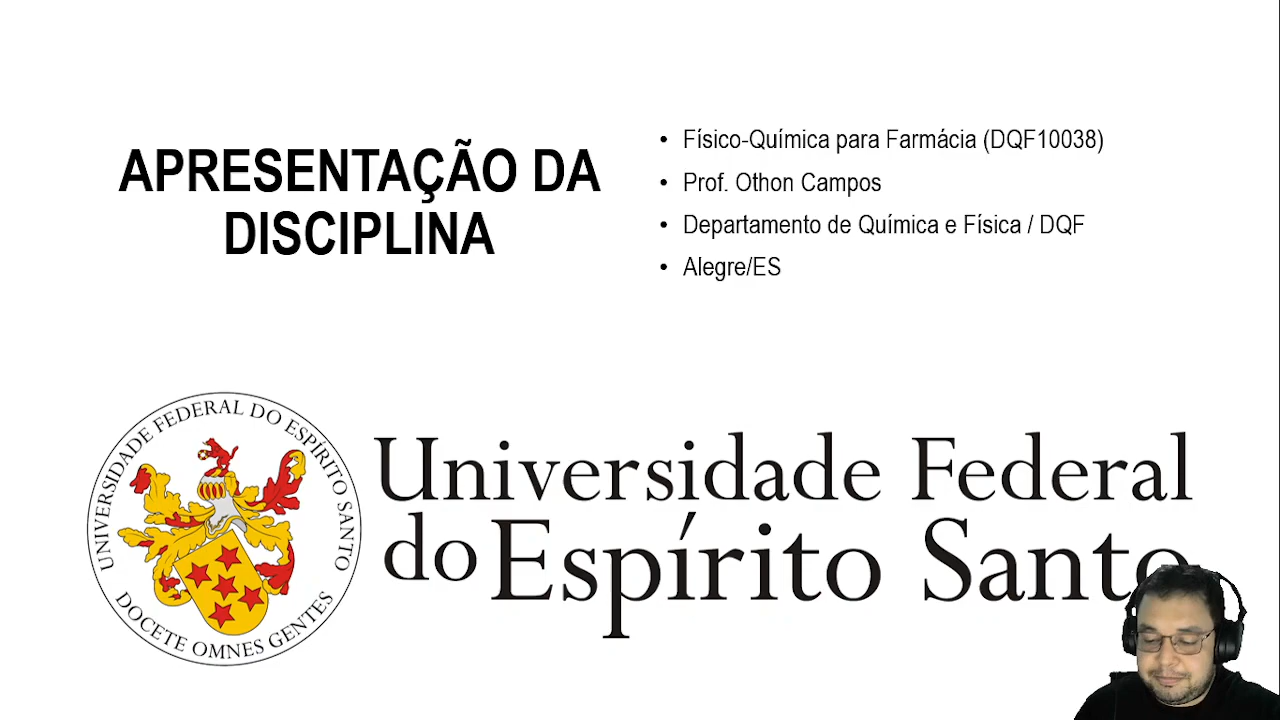 APRESENTAÇÃO DA
DISCIPLINA
• Físico-Química para Farmácia (DQF10038)
• Prof. Othon Campos
• Departamento de Química e Física / DQF
• Alegre/ES
UNIVERSIDADE FEDERAL DO ESPÍRITO SANTO
DOCETE OMNES GENTES
Universidade Federal
do Espírito Santo